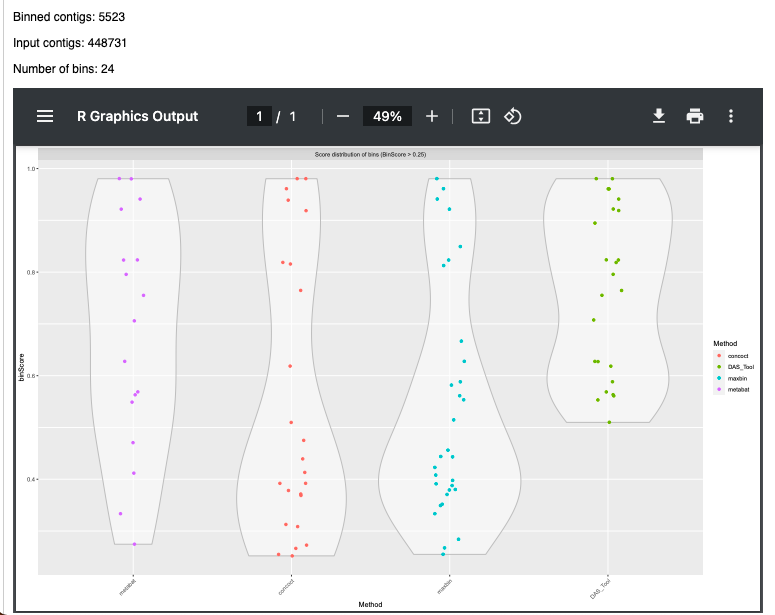 Binned contigs: 5523
Input contigs: 448731
Number of bins: 24
R Graphics Output
1 / 1
49%
Score distribution of bins (BinScore > 0.25)
1.0
0.8
0.6
0.4
binScore
metabat
concoct
maxbin
DAS_Tool
Method
Method
concoct
DAS_Tool
maxbin
metabat